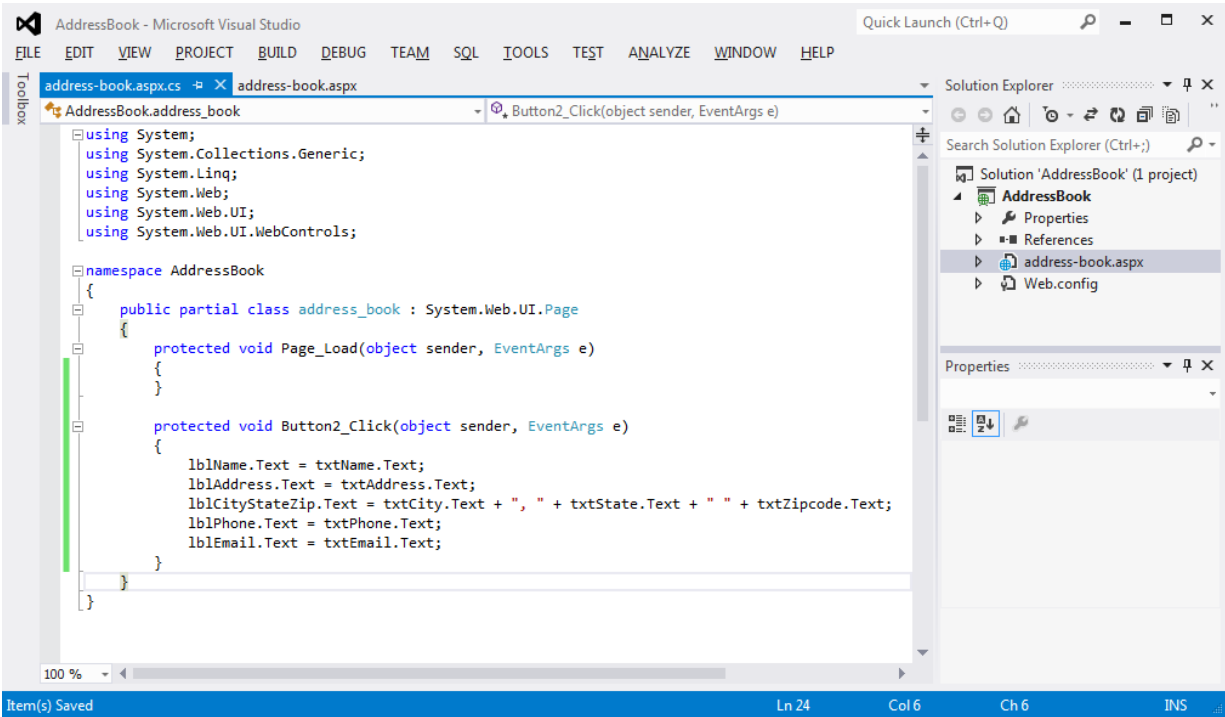 AddressBook - Microsoft Visual Studio
Quick Launch (Ctrl+Q)
FILE EDIT VIEW PROJECT BUILD DEBUG TEAM SQL TOOLS TEST ANALYZE WINDOW HELP
Toolbox
address-book.aspx.cs address-book.aspx
AddressBook.address_book
Button2_Click(object sender, EventArgs e)
using System;
using System.Collections.Generic;
using System.Linq;
using System.Web;
using System.Web.UI;
using System.Web.UI.WebControls;
namespace AddressBook
{
public partial class address_book : System.Web.UI.Page
{
protected void Page_Load(object sender, EventArgs e)
{
}
protected void Button2_Click(object sender, EventArgs e)
{
lblName.Text = txtName.Text;
lblAddress.Text = txtAddress.Text;
lblCityStateZip.Text = txtCity.Text + ", " + txtState.Text + " " + txtZipcode.Text;
lblPhone.Text = txtPhone.Text;
lblEmail.Text = txtEmail.Text;
}
}
}
100 %
Solution Explorer
Search Solution Explorer (Ctrl+;)
Solution 'AddressBook' (1 project)
AddressBook
Properties
References
address-book.aspx
Web.config
Properties
Item(s) Saved
Ln 24 Col 6 Ch 6 INS